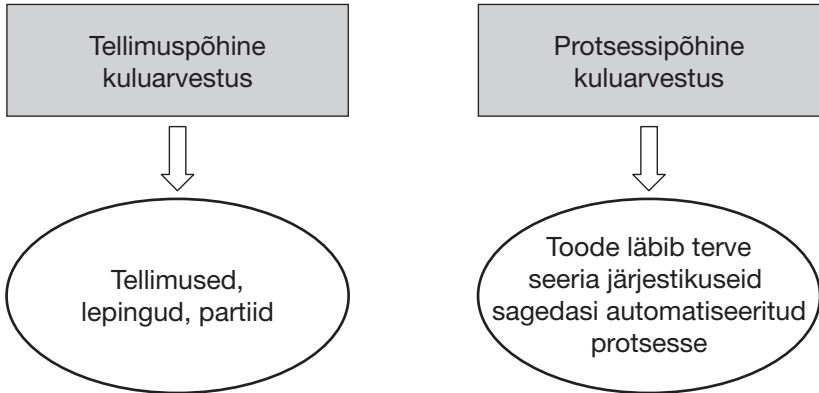 Tellimuspõhine
kuluarvestus
Protsessipõhine
kuluarvestus
Tellimused,
lepingud, partiid
Toode läbib terve
seeria järjestikuseid
sagedasi automatiseeritud
protsesse